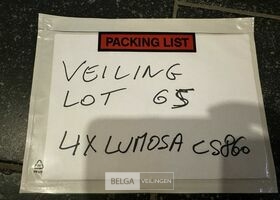 PACKING LIST
VEILING
LOT 65
4X LUMOSA CS860
BELGA VEILINGEN